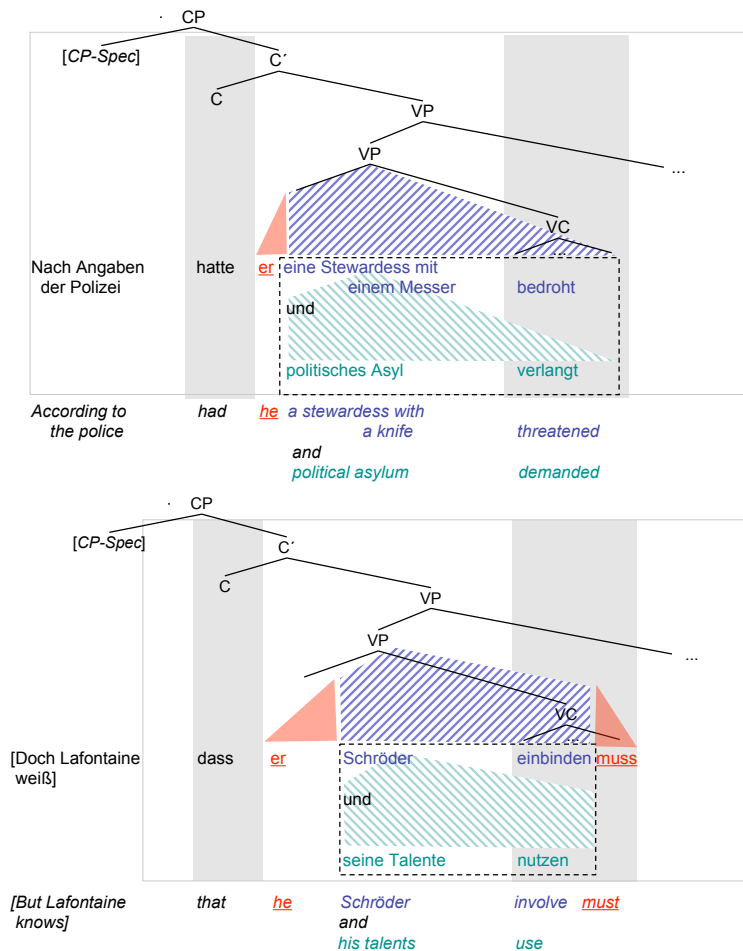 · CP
[CP-Spec] C´
C
VP
VP
...
VC
...
Nach Angaben hatte er eine Stewardess mit
der Polizei einem Messer bedroht
und
politisches Asyl verlangt
According to had he a stewardess with
the police a knife threatened
and
political asylum demanded
· CP
[CP-Spec] C´
C
VP
VP
...
VC
...
[Doch Lafontaine dass er Schröder einbinden muss
weiß]
und
seine Talente nutzen
[But Lafontaine that he Schröder involve must
knows] and
his talents use